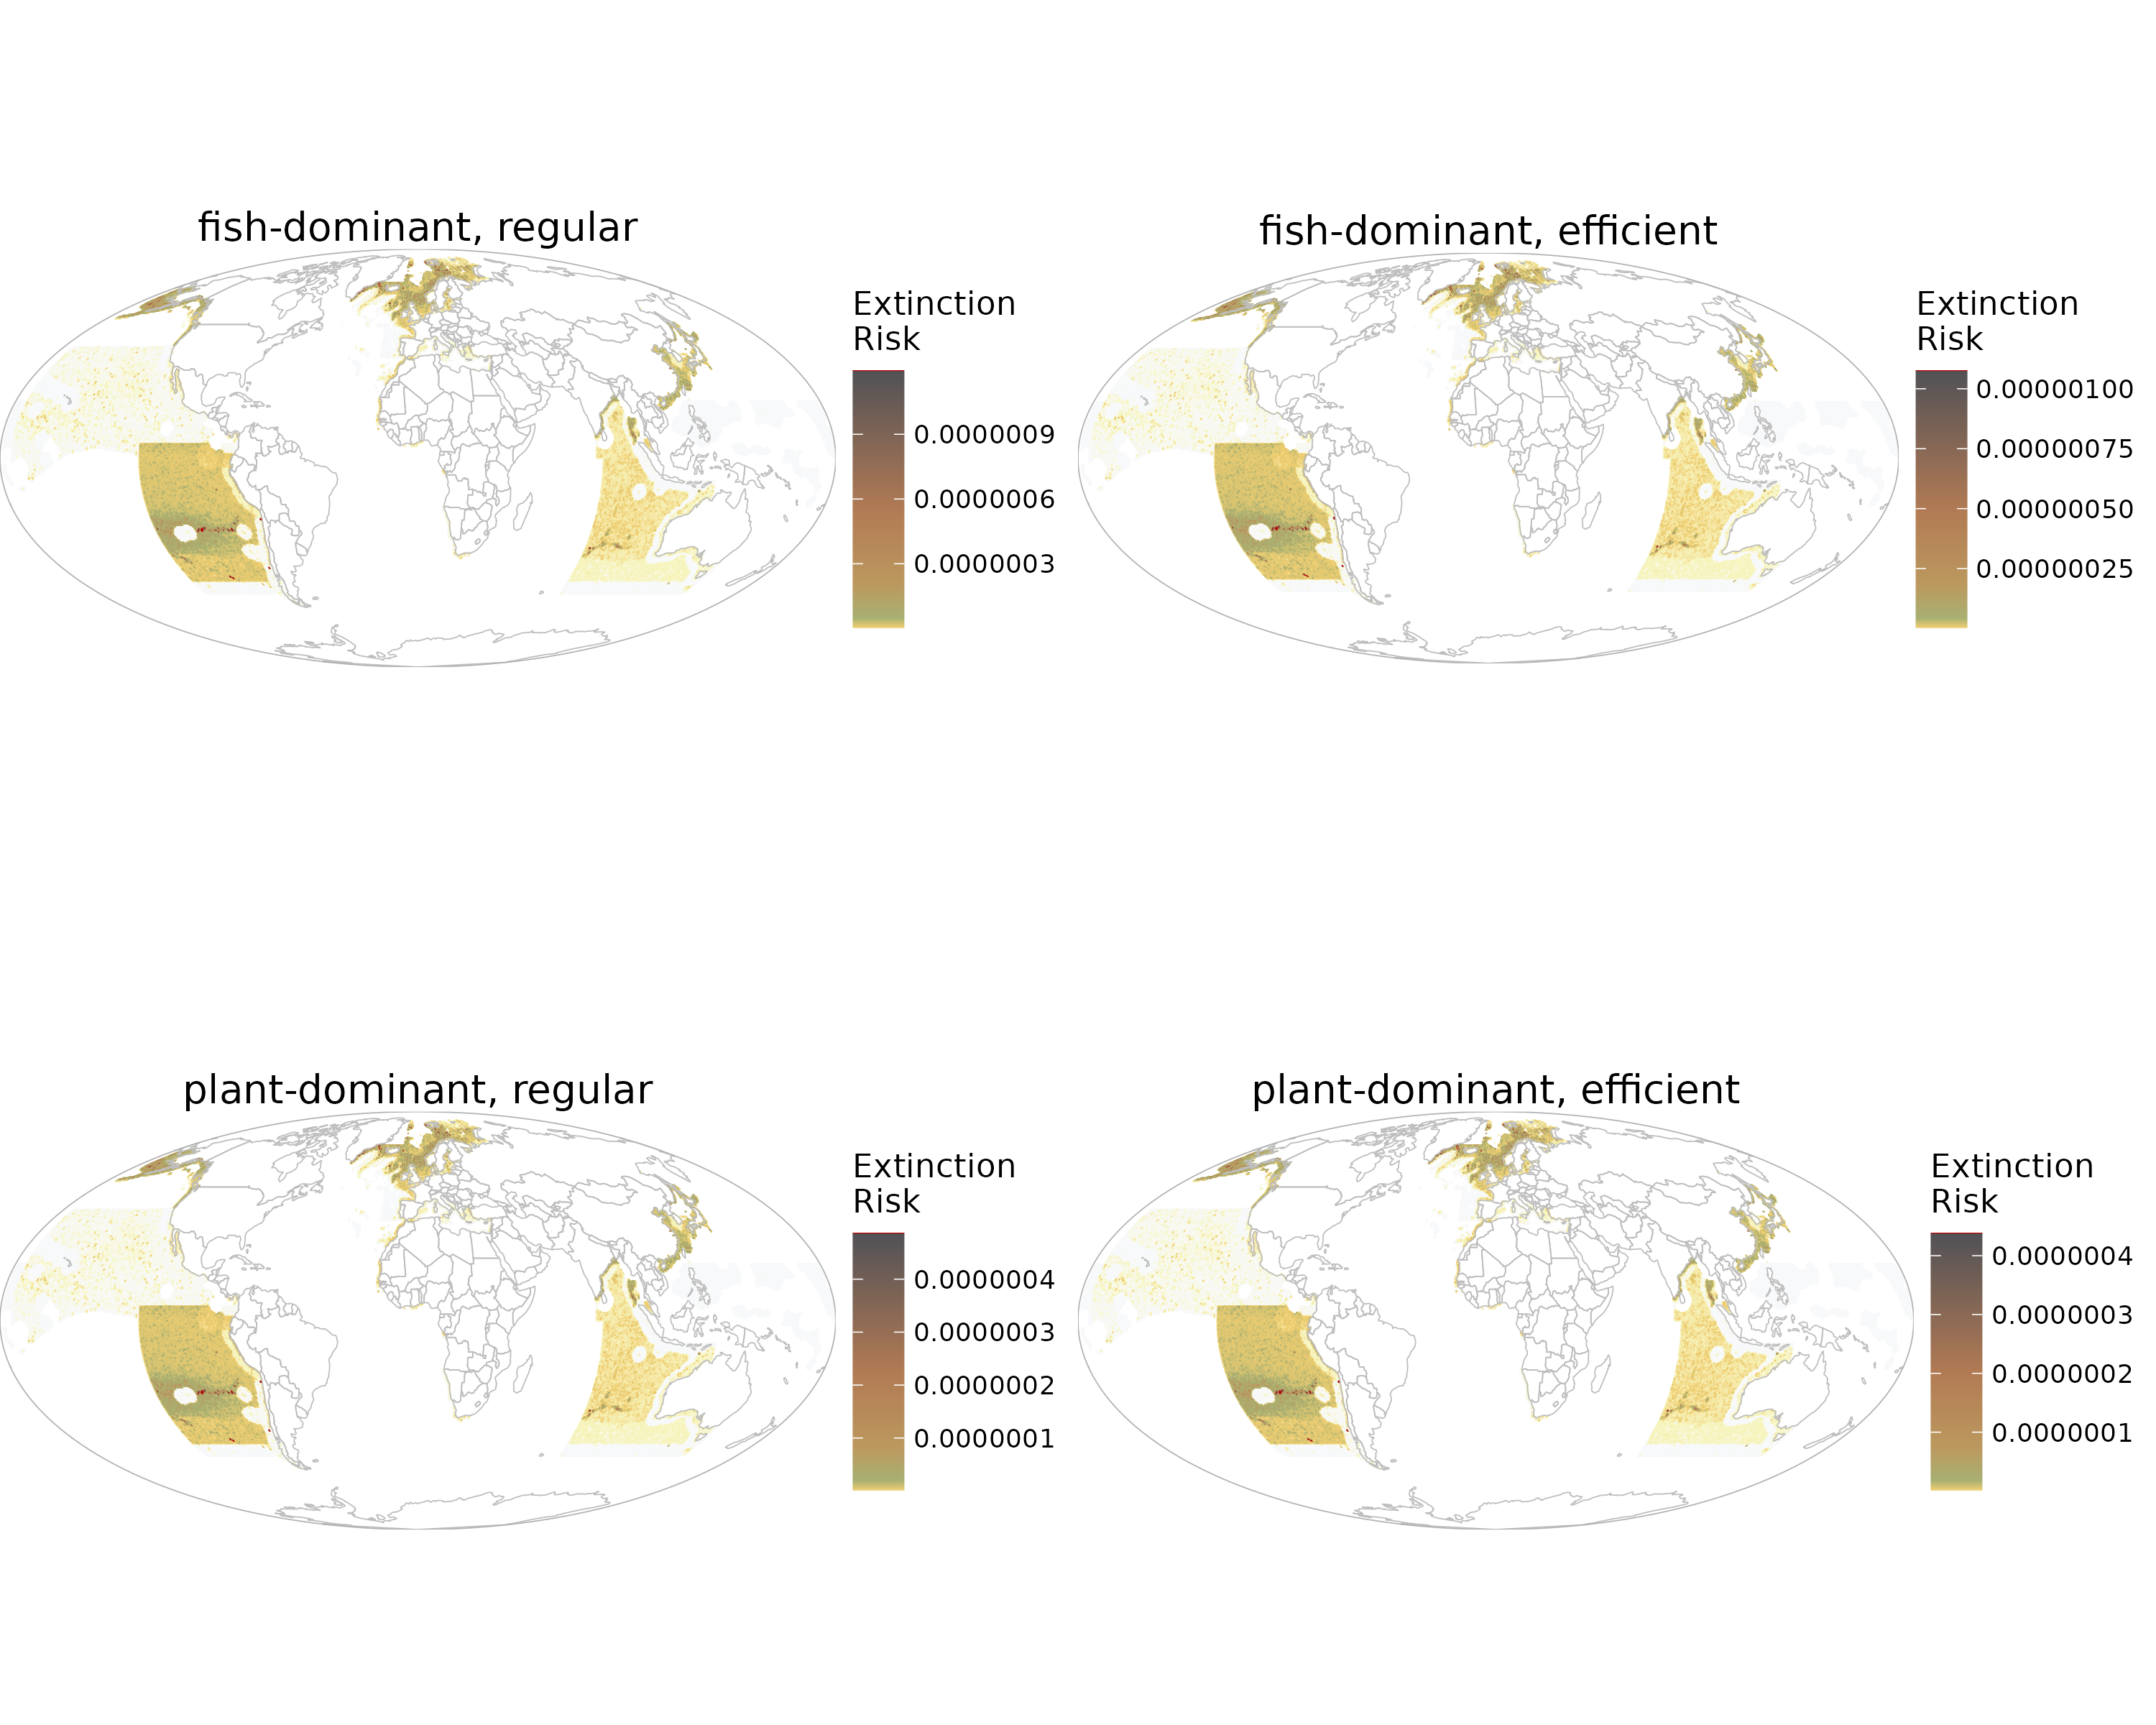 fish-dominant, regular
Extinction
Risk
0.0000009
0.0000006
0.0000003
fish-dominant, efficient
Extinction
Risk
0.00000100
0.00000075
0.00000050
0.00000025
plant-dominant, regular
Extinction
Risk
0.0000004
0.0000003
0.0000002
0.0000001
plant-dominant, efficient
Extinction
Risk
0.0000004
0.0000003
0.0000002
0.0000001